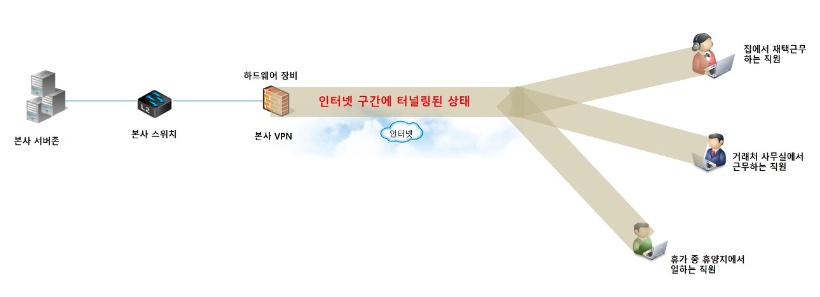 집에서 재택근무
하는 직원
하드웨어 장비
인터넷 구간에 터널링된 상태
L2
본사 서버존
본사 스위치
본사 VPN
인터넷
거래처 사무실에서
근무하는 직원
휴가 중 휴양지에서
일하는 직원